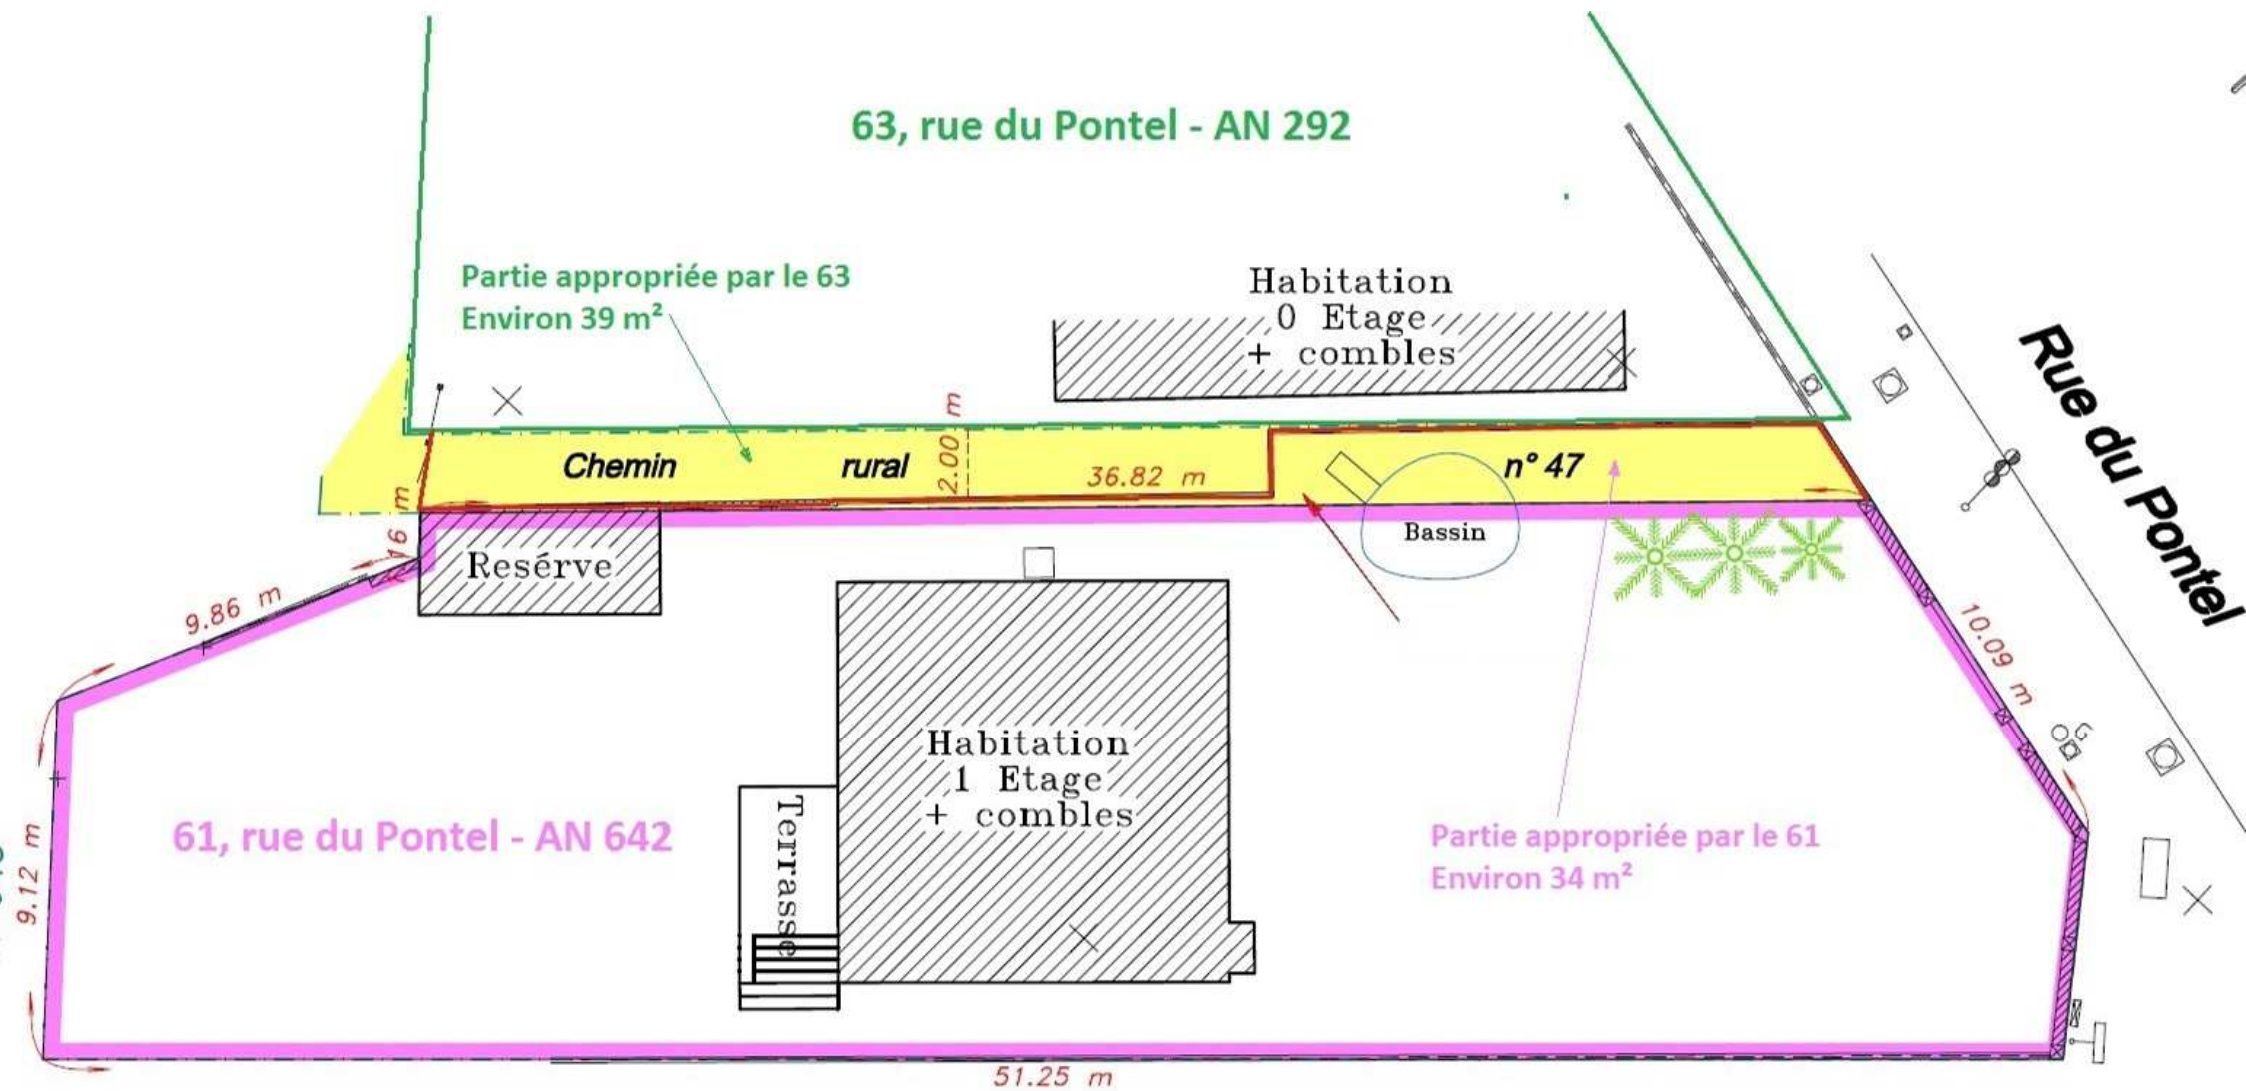 63, rue du Pontel - AN 292
Partie appropriée par le 63
Environ 39 m²
Habitation
0 Etage
+ combles
Rue du Pontel
2.00 m
Chemin rural
36.82 m
n° 47
Bassin
Resérve
9.86 m
10.09 m
G
Habitation
1 Etage
+ combles
Terrasse
61, rue du Pontel - AN 642
Partie appropriée par le 61
Environ 34 m²
9.12 m
51.25 m